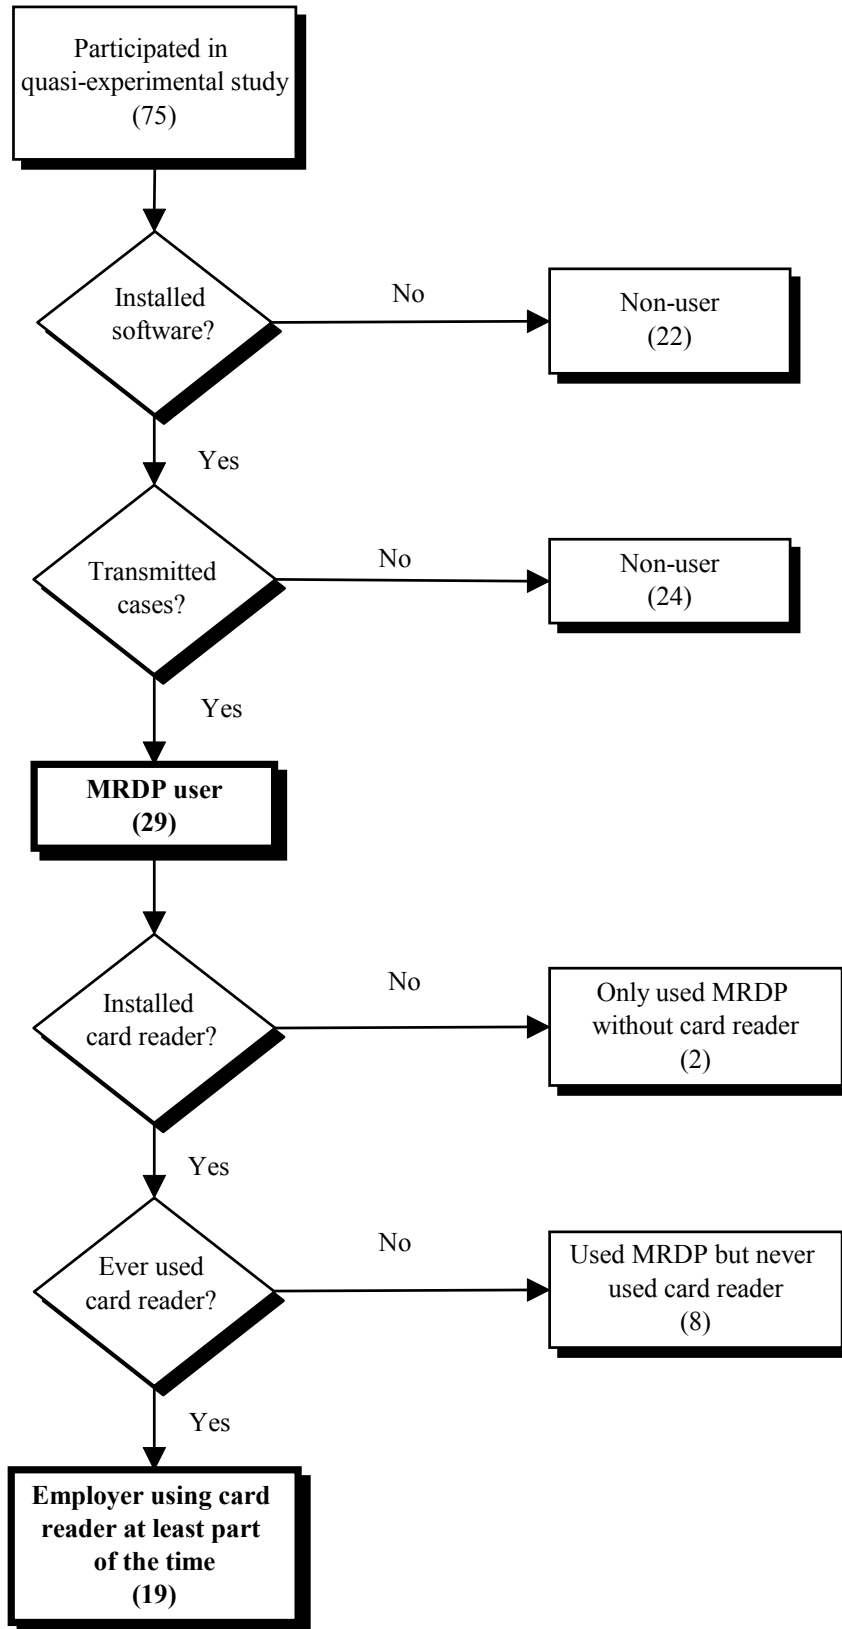 Participated in
quasi-experimental study
(75)
Installed
software?
No
Non-user
(22)
Yes
Transmitted
cases?
No
Non-user
(24)
Yes
MRDP user
(29)
Installed
card reader?
No
Only used MRDP
without card reader
(2)
Yes
Ever used
card reader?
No
Used MRDP but never
used card reader
(8)
Yes
Employer using card
reader at least part
of the time
(19)